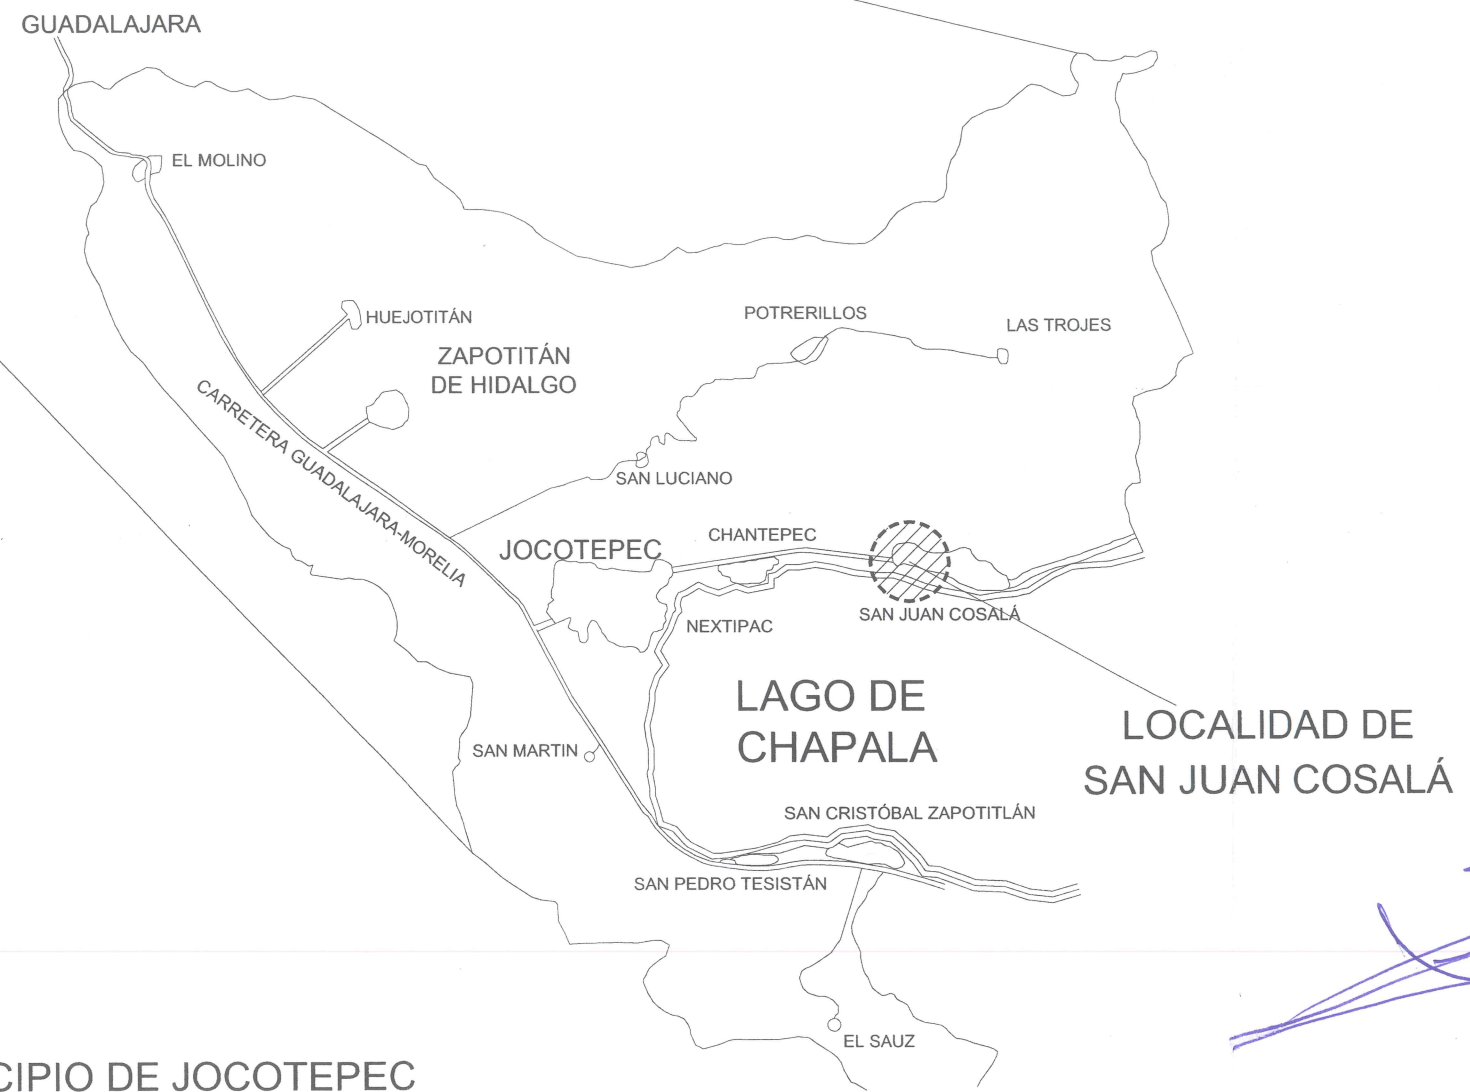 GUADALAJARA
EL MOLINO
HUEJOTITÁN
POTRERILLOS
LAS TROJES
ZAPOTITÁN
DE HIDALGO
CARRETERA GUADALAJARA-MORELIA
SAN LUCIANO
JOCOTEPEC
CHANTEPEC
SAN JUAN COSALÁ
NEXTIPAC
LAGO DE
CHAPALA
LOCALIDAD DE
SAN JUAN COSALÁ
SAN MARTIN
SAN CRISTÓBAL ZAPOTITLÁN
SAN PEDRO TESISTÁN
EL SAUZ
CIPIO DE JOCOTEPEC